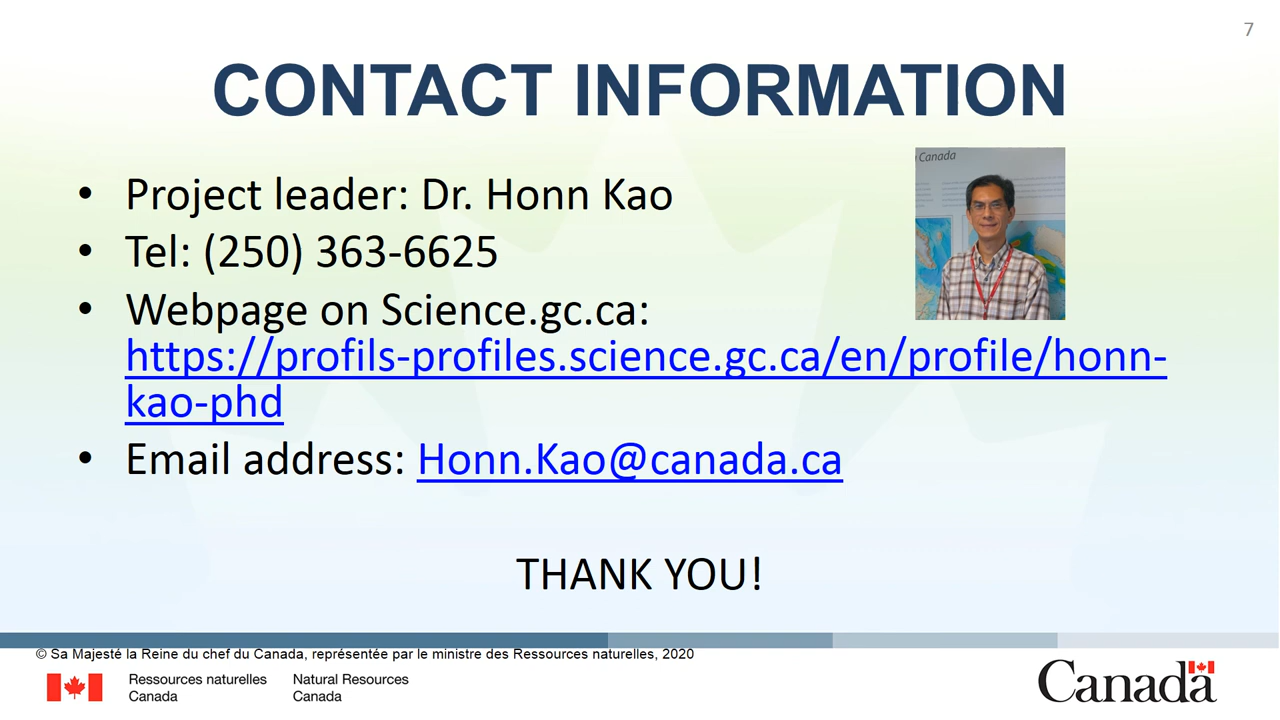 7
CONTACT INFORMATION
Canada
• Project leader: Dr. Honn Kao
• Tel: (250) 363-6625
• Webpage on Science.gc.ca:
https://profils-profiles.science.gc.ca/en/profile/honn-
kao-phd
• Email address: Honn.Kao@canada.ca
THANK YOU!
© Sa Majesté la Reine du chef du Canada, représentée par le ministre des Ressources naturelles, 2020
Ressources naturelles
Canada
Natural Resources
Canada
Canada